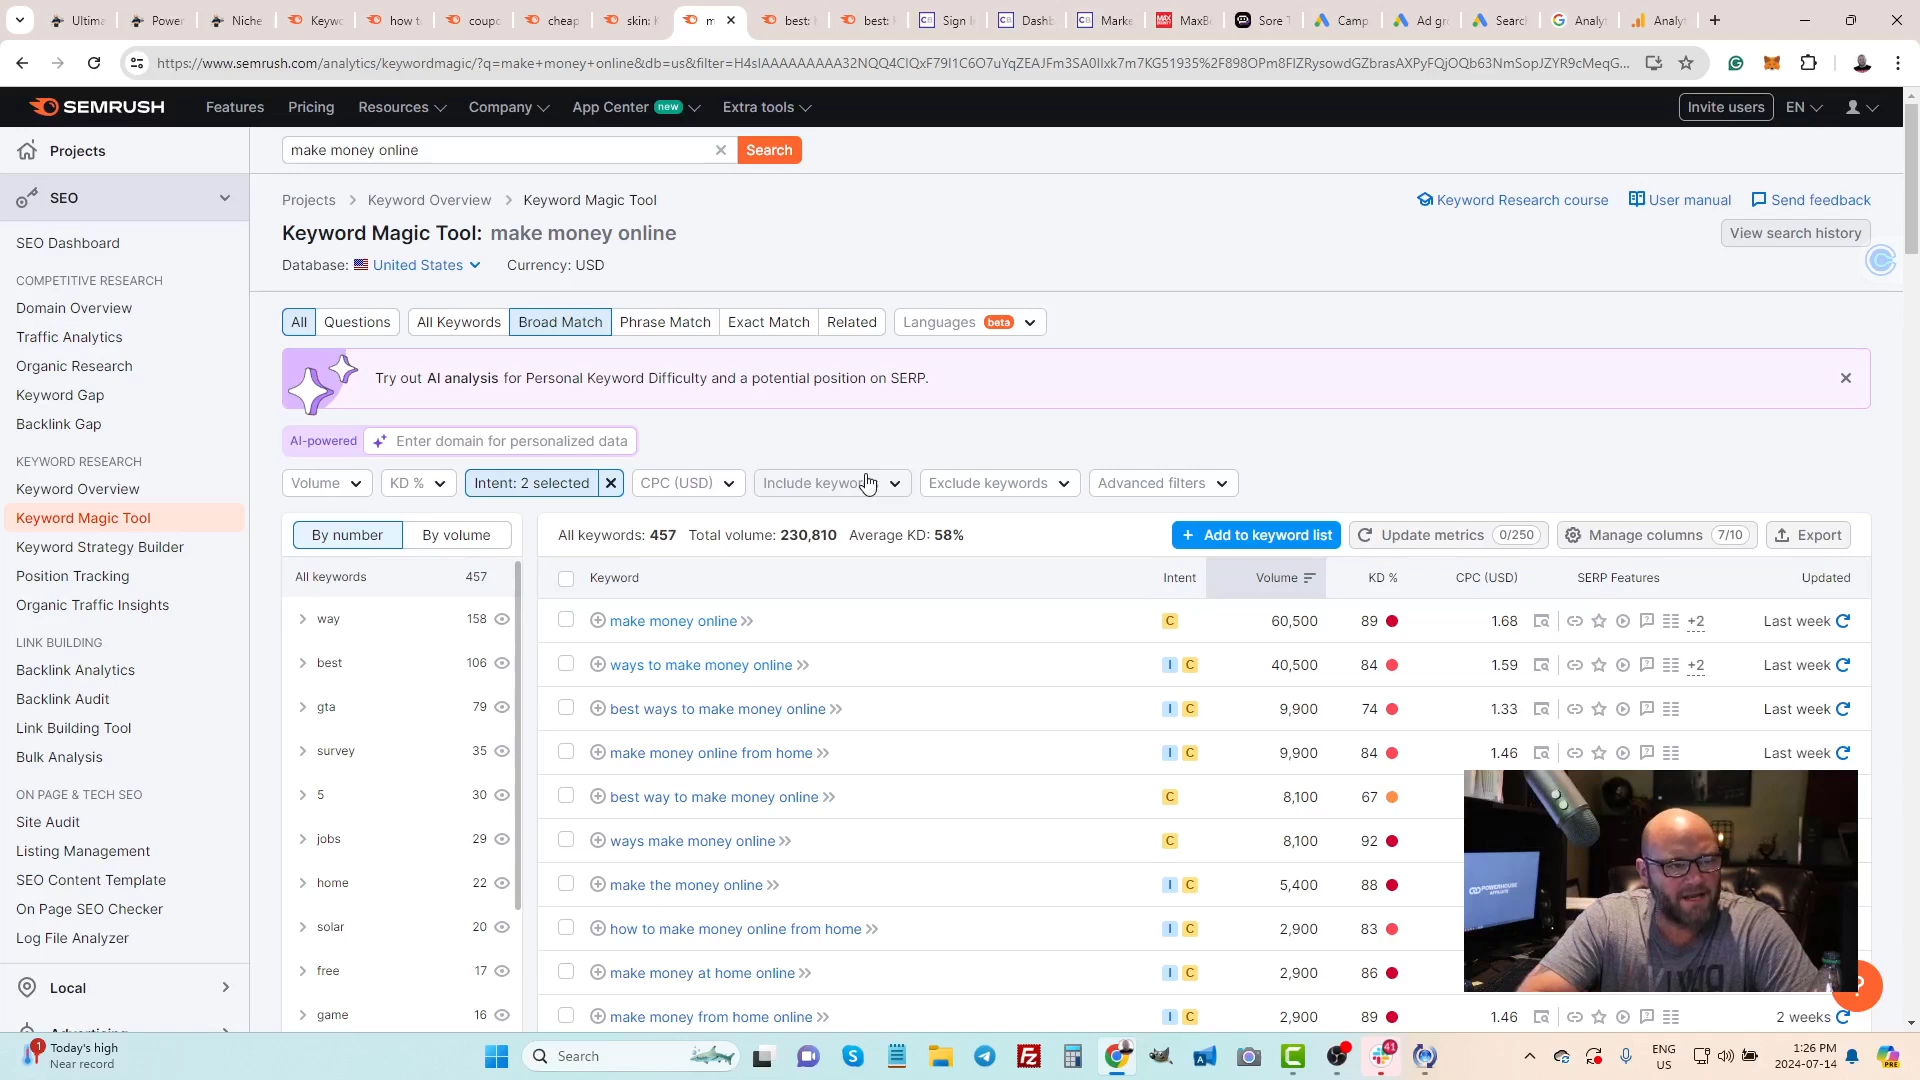 Ultima
Power
Niche
Keywo
how t
coupo
cheap
skin: K
m
best: k
best: k
Sign in
Dashb
Marke
MaxBo
Sore T
Camp
Ad gro
Search
Analyt
Analyt
https://www.semrush.com/analytics/keywordmagic/?q=make+money+online&db=us&filter=
SEMRUSH
Features
Pricing
Resources
Company
App Center new
Extra tools
Invite users
EN
Projects
make money online
Search
SEO
Projects > Keyword Overview > Keyword Magic Tool
Keyword Research course
User manual
Send feedback
Keyword Magic Tool: make money online
View search history
Database: United States
Currency: USD
SEO Dashboard
COMPETITIVE RESEARCH
Domain Overview
Traffic Analytics
Organic Research
Keyword Gap
Backlink Gap
KEYWORD RESEARCH
Keyword Overview
Keyword Magic Tool
Keyword Strategy Builder
Position Tracking
Organic Traffic Insights
LINK BUILDING
Backlink Analytics
Backlink Audit
Link Building Tool
Bulk Analysis
ON PAGE & TECH SEO
Site Audit
Listing Management
SEO Content Template
On Page SEO Checker
Log File Analyzer
Local
Advertising
All
Questions
All Keywords
Broad Match
Phrase Match
Exact Match
Related
Languages beta
Try out AI analysis for Personal Keyword Difficulty and a potential position on SERP.
AI-powered
Enter domain for personalized data
Volume
KD %
Intent: 2 selected
CPC (USD)
Include keywor
Exclude keywords
Advanced filters
By number
By volume
All keywords: 457 Total volume: 230,810 Average KD: 58%
+ Add to keyword list
Update metrics 0/250
Manage columns 7/10
Export
All keywords 457
way 158
best 106
gta 79
survey 35
5 30
jobs 29
home 22
solar 20
free 17
game 16
Keyword Intent Volume KD % CPC (USD) SERP Features Updated
make money online C 60,500 89 1.68 +2 Last week
ways to make money online I C 40,500 84 1.59 +2 Last week
best ways to make money online I C 9,900 74 1.33 Last week
make money online from home I C 9,900 84 1.46 Last week
best way to make money online C 8,100 67
ways make money online C 8,100 92
make the money online I C 5,400 88
how to make money online from home I C 2,900 83
make money at home online I C 2,900 86
make money from home online I C 2,900 89 1.46 2 weeks
POWERHOUSE
AFFILIATE
?
1
Today's high
Near record
Search
41
ENG
US
1:26 PM
2024-07-14
PRE